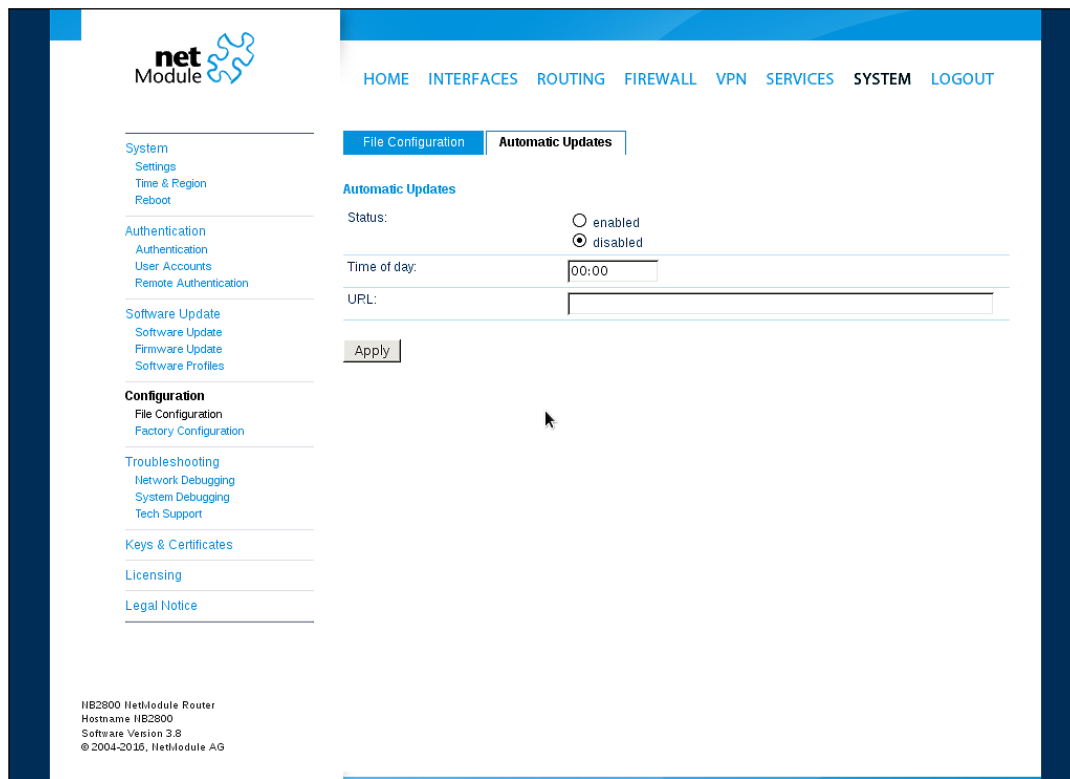 net
Module
HOME INTERFACES ROUTING FIREWALL VPN SERVICES SYSTEM LOGOUT
System
Settings
Time & Region
Reboot
Authentication
Authentication
User Accounts
Remote Authentication
Software Update
Software Update
Firmware Update
Software Profiles
Configuration
File Configuration
Factory Configuration
Troubleshooting
Network Debugging
System Debugging
Tech Support
Keys & Certificates
Licensing
Legal Notice
File Configuration Automatic Updates
Automatic Updates
Status:
enabled
disabled
Time of day: 00:00
URL:
Apply
NB2800 NetModule Router
Hostname NB2800
Software Version 3.8
© 2004-2016, NetModule AG